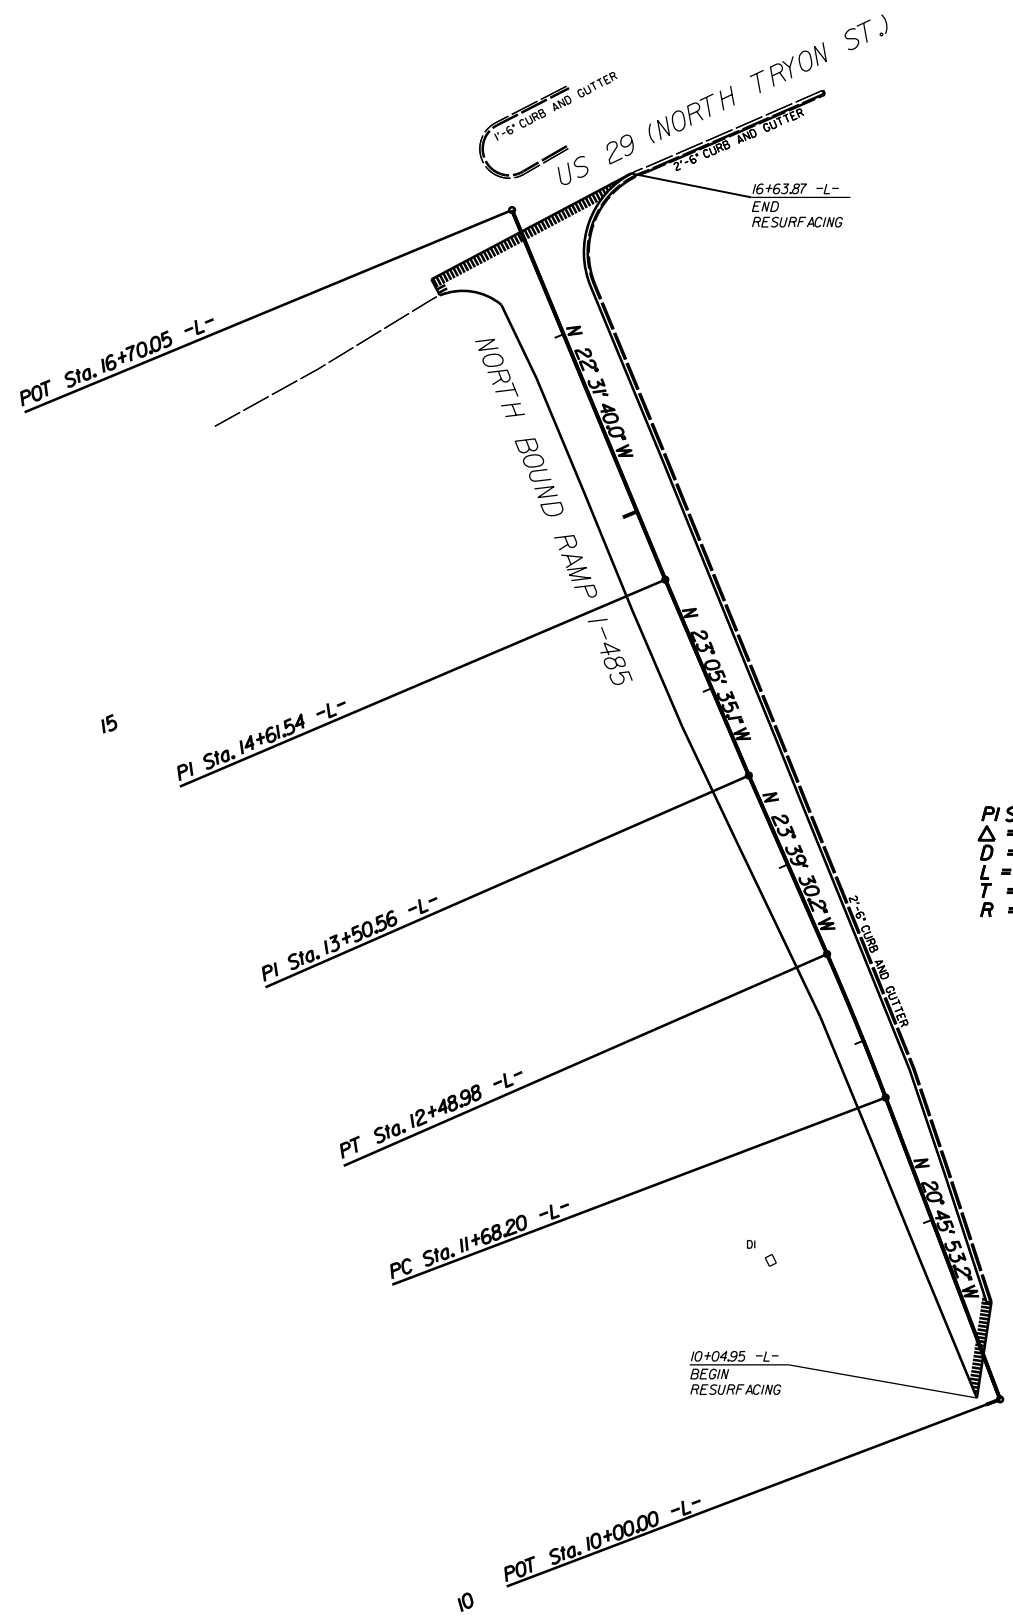 1'-6" CURB AND GUTTER
US 29 (NORTH TRYON ST.)
2'-6" CURB AND GUTTER
16+63.87 -L-
END
RESURFACING
POT Sta. 16+70.05 -L-
N 22° 31' 40.0" W
NORTH BOUND RAMP I-485
15
PI Sta. 14+61.54 -L-
N 23° 05' 35.1" W
PI Sta. 13+50.56 -L-
N 23° 39' 30.2" W
2'-6" CURB AND GUTTER
PI S
Δ =
D =
L =
T =
R =
PT Sta. 12+48.98 -L-
PC Sta. 11+68.20 -L-
N 20° 45' 53.2" W
DI
10+04.95 -L-
BEGIN
RESURFACING
POT Sta. 10+00.00 -L-
10